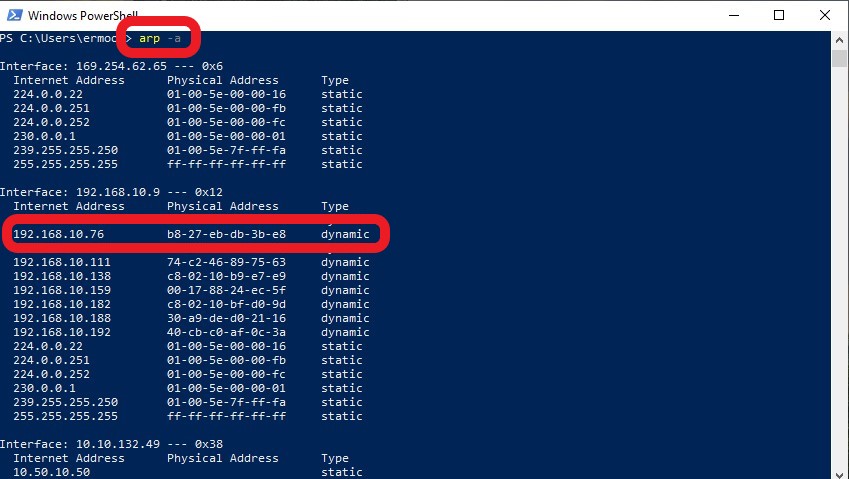 Windows PowerShell
PS C:\Users\ermoc> arp -a
Interface: 169.254.62.65 --- 0x6
Internet Address Physical Address Type
224.0.0.22 01-00-5e-00-00-16 static
224.0.0.251 01-00-5e-00-00-fb static
224.0.0.252 01-00-5e-00-00-fc static
230.0.0.1 01-00-5e-00-00-01 static
239.255.255.250 01-00-5e-7f-ff-fa static
255.255.255.255 ff-ff-ff-ff-ff-ff static
Interface: 192.168.10.9 --- 0x12
Internet Address Physical Address Type
192.168.10.76 b8-27-eb-db-3b-e8 dynamic
192.168.10.111 74-c2-46-89-75-63 dynamic
192.168.10.138 c8-02-10-b9-e7-e9 dynamic
192.168.10.159 00-17-88-24-ec-5f dynamic
192.168.10.182 c8-02-10-bf-d0-9d dynamic
192.168.10.188 30-a9-de-d0-21-16 dynamic
192.168.10.192 40-cb-c0-af-0c-3a dynamic
224.0.0.22 01-00-5e-00-00-16 static
224.0.0.251 01-00-5e-00-00-fb static
224.0.0.252 01-00-5e-00-00-fc static
230.0.0.1 01-00-5e-00-00-01 static
239.255.255.250 01-00-5e-7f-ff-fa static
255.255.255.255 ff-ff-ff-ff-ff-ff static
Interface: 10.10.132.49 --- 0x38
Internet Address Physical Address Type
10.50.10.50 static